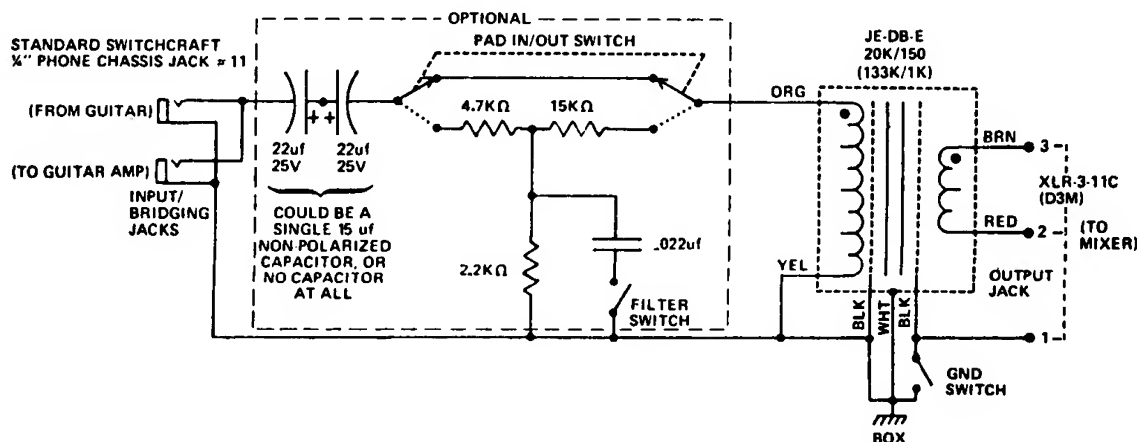 OPTIONAL
STANDARD SWITCHCRAFT
¼" PHONE CHASSIS JACK # 11
PAD IN/OUT SWITCH
JE-DB-E
20K/150
(133K/1K)
(FROM GUITAR)
(TO GUITAR AMP)
INPUT/
BRIDGING
JACKS
+ +
22uf
25V
22uf
25V
COULD BE A
SINGLE 15 uf
NON-POLARIZED
CAPACITOR, OR
NO CAPACITOR
AT ALL
4.7KΩ
15KΩ
2.2KΩ
.022uf
FILTER
SWITCH
ORG
YEL
BRN
RED
3
2
1
XLR-3-11C
(D3M)
(TO
MIXER)
OUTPUT
JACK
BLK
WHT
BLK
GND
SWITCH
BOX